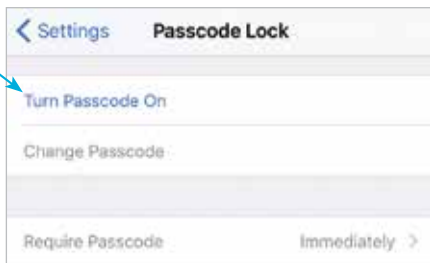 Settings Passcode Lock
Turn Passcode On
Change Passcode
Require Passcode Immediately